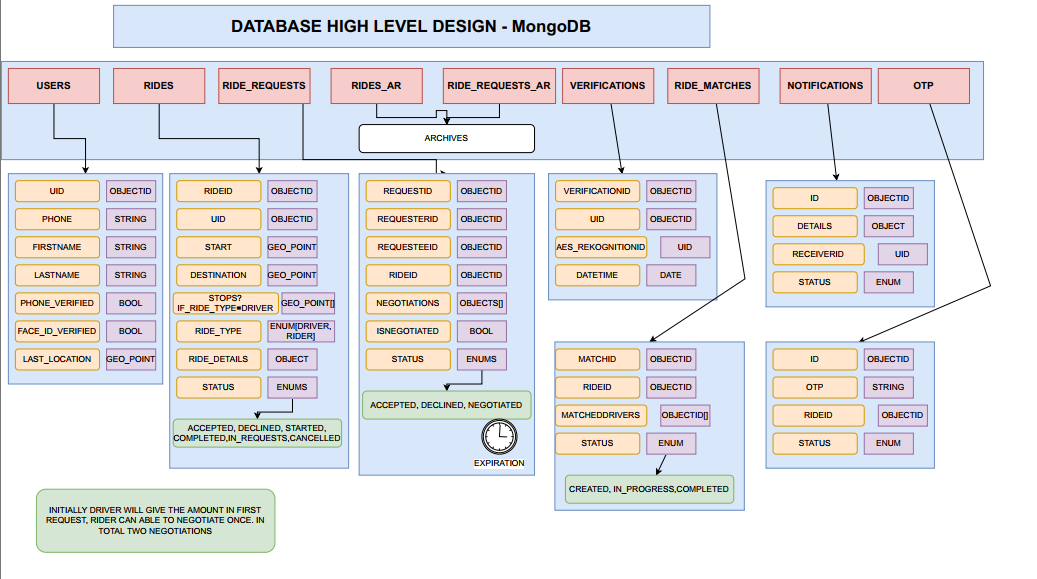 DATABASE HIGH LEVEL DESIGN - MongoDB
USERS
RIDES
RIDE_REQUESTS
RIDES_AR
RIDE_REQUESTS_AR
VERIFICATIONS
RIDE_MATCHES
NOTIFICATIONS
OTP
ARCHIVES
UID OBJECTID
PHONE STRING
FIRSTNAME STRING
LASTNAME STRING
PHONE_VERIFIED BOOL
FACE_ID_VERIFIED BOOL
LAST_LOCATION GEO_POINT
RIDEID OBJECTID
UID OBJECTID
START GEO_POINT
DESTINATION GEO_POINT
STOPS?
IF_RIDE_TYPE=DRIVER
GEO_POINT[]
RIDE_TYPE
ENUM[DRIVER,
RIDER]
RIDE_DETAILS OBJECT
STATUS ENUMS
ACCEPTED, DECLINED, STARTED,
COMPLETED,IN_REQUESTS,CANCELLED
REQUESTID OBJECTID
REQUESTERID OBJECTID
REQUESTEEID OBJECTID
RIDEID OBJECTID
NEGOTIATIONS OBJECTS[]
ISNEGOTIATED BOOL
STATUS ENUMS
ACCEPTED, DECLINED, NEGOTIATED
EXPIRATION
VERIFICATIONID OBJECTID
UID OBJECTID
AES_REKOGNITIONID UID
DATETIME DATE
MATCHID OBJECTID
RIDEID OBJECTID
MATCHEDDRIVERS OBJECTID[]
STATUS ENUM
CREATED, IN_PROGRESS,COMPLETED
ID OBJECTID
DETAILS OBJECT
RECEIVERID UID
STATUS ENUM
ID OBJECTID
OTP STRING
RIDEID OBJECTID
STATUS ENUM
INITIALLY DRIVER WILL GIVE THE AMOUNT IN FIRST
REQUEST, RIDER CAN ABLE TO NEGOTIATE ONCE. IN
TOTAL TWO NEGOTIATIONS